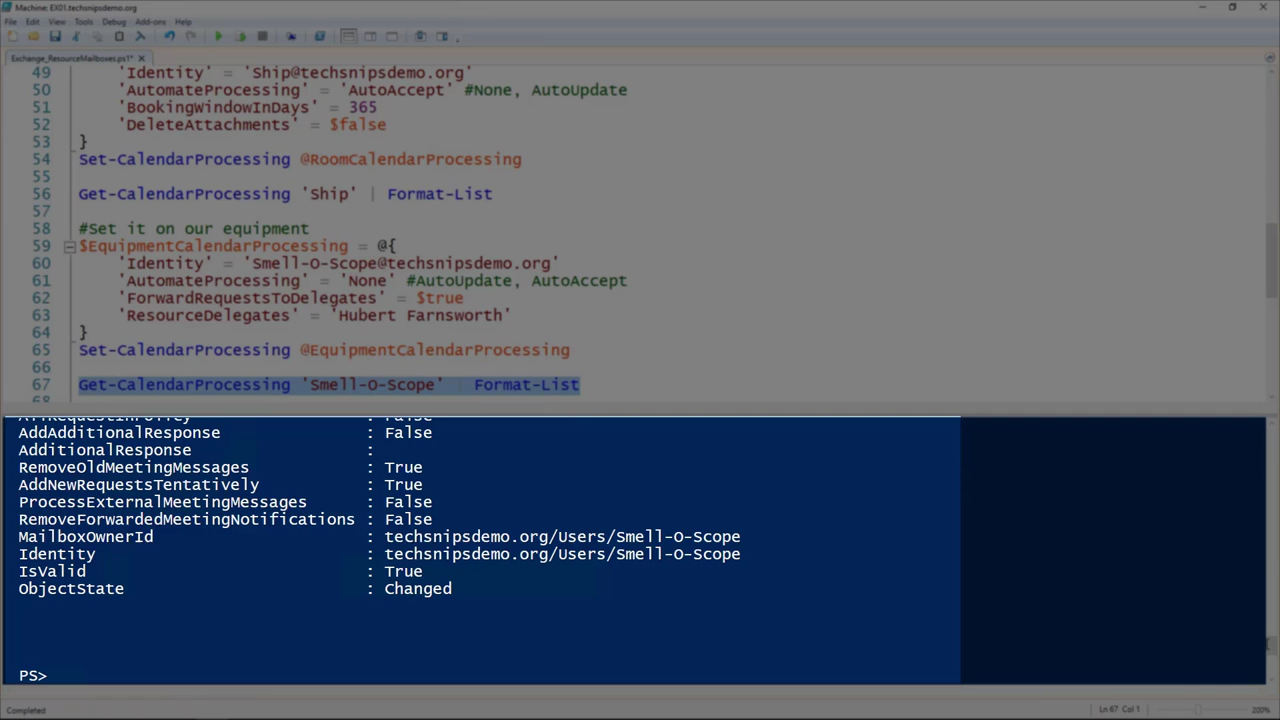 Machine: EX01.techsnipsdemo.org
File Edit View Tools Debug Add-ons Help
Exchange_ResourceMailboxes.ps1* X
49 'Identity' = 'Ship@techsnipsdemo.org'
50 'AutomateProcessing' = 'AutoAccept' #None, AutoUpdate
51 'BookingWindowInDays' = 365
52 'DeleteAttachments' = $false
53 }
54 Set-CalendarProcessing @RoomCalendarProcessing
55
56 Get-CalendarProcessing 'Ship' | Format-List
57
58 #Set it on our equipment
59 $EquipmentCalendarProcessing = @{
60 'Identity' = 'Smell-O-Scope@techsnipsdemo.org'
61 'AutomateProcessing' = 'None' #AutoUpdate, AutoAccept
62 'ForwardRequestsToDelegates' = $true
63 'ResourceDelegates' = 'Hubert Farnsworth'
64 }
65 Set-CalendarProcessing @EquipmentCalendarProcessing
66
67 Get-CalendarProcessing 'Smell-O-Scope' | Format-List
68
AddAdditionalResponse : False
AdditionalResponse :
RemoveOldMeetingMessages : True
AddNewRequestsTentatively : True
ProcessExternalMeetingMessages : False
RemoveForwardedMeetingNotifications : False
MailboxOwnerId : techsnipsdemo.org/Users/Smell-O-Scope
Identity : techsnipsdemo.org/Users/Smell-O-Scope
IsValid : True
ObjectState : Changed
PS>
Completed Ln 67 Col 1 200%